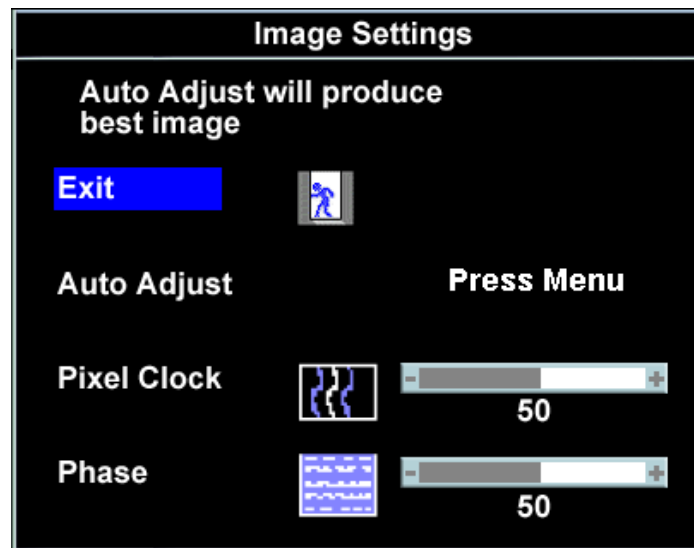 Image Settings
Auto Adjust will produce
best image
Exit
Auto Adjust Press Menu
Pixel Clock - +
50
Phase - +
50